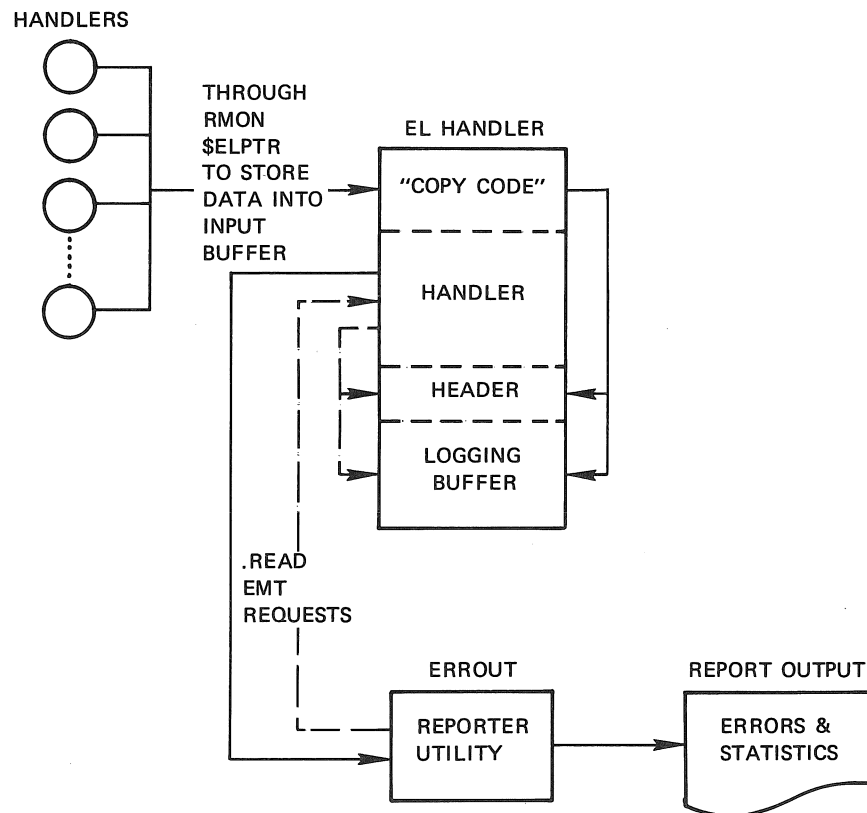 HANDLERS
THROUGH
RMON
$ELPTR
TO STORE
DATA INTO
INPUT
BUFFER
EL HANDLER
"COPY CODE"
HANDLER
HEADER
LOGGING
BUFFER
.READ
EMT
REQUESTS
ERROUT
REPORTER
UTILITY
REPORT OUTPUT
ERRORS &
STATISTICS